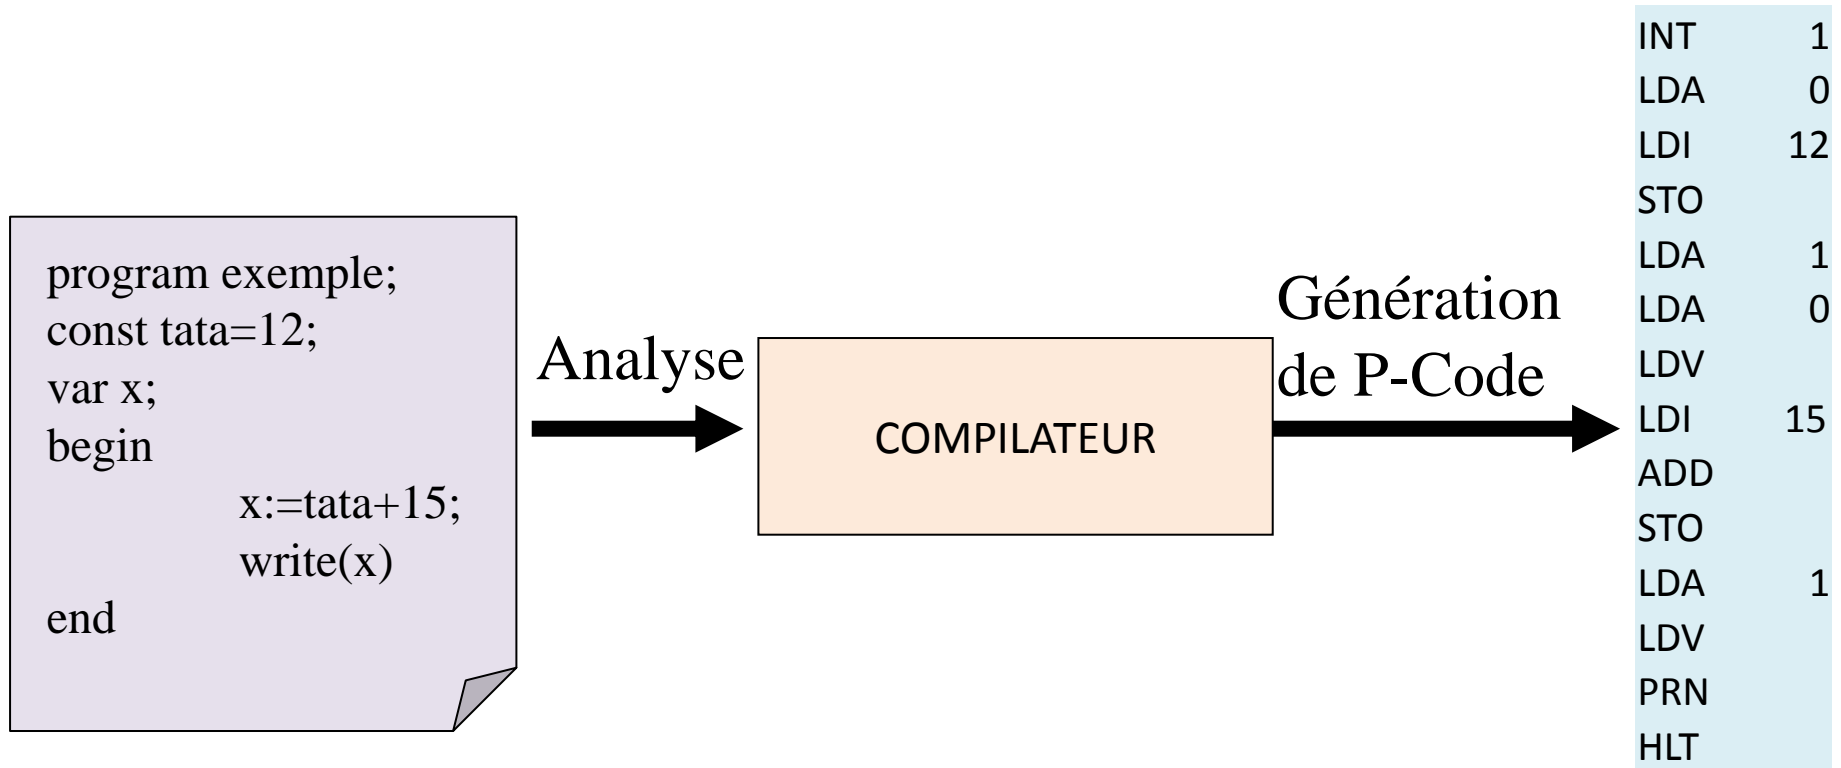 program exemple;
const tata=12;
var x;
begin
x:=tata+15;
write(x)
end
Analyse
COMPILATEUR
Génération
de P-Code
INT 1
LDA 0
LDI 12
STO
LDA 1
LDA 0
LDV
LDI 15
ADD
STO
LDA 1
LDV
PRN
HLT